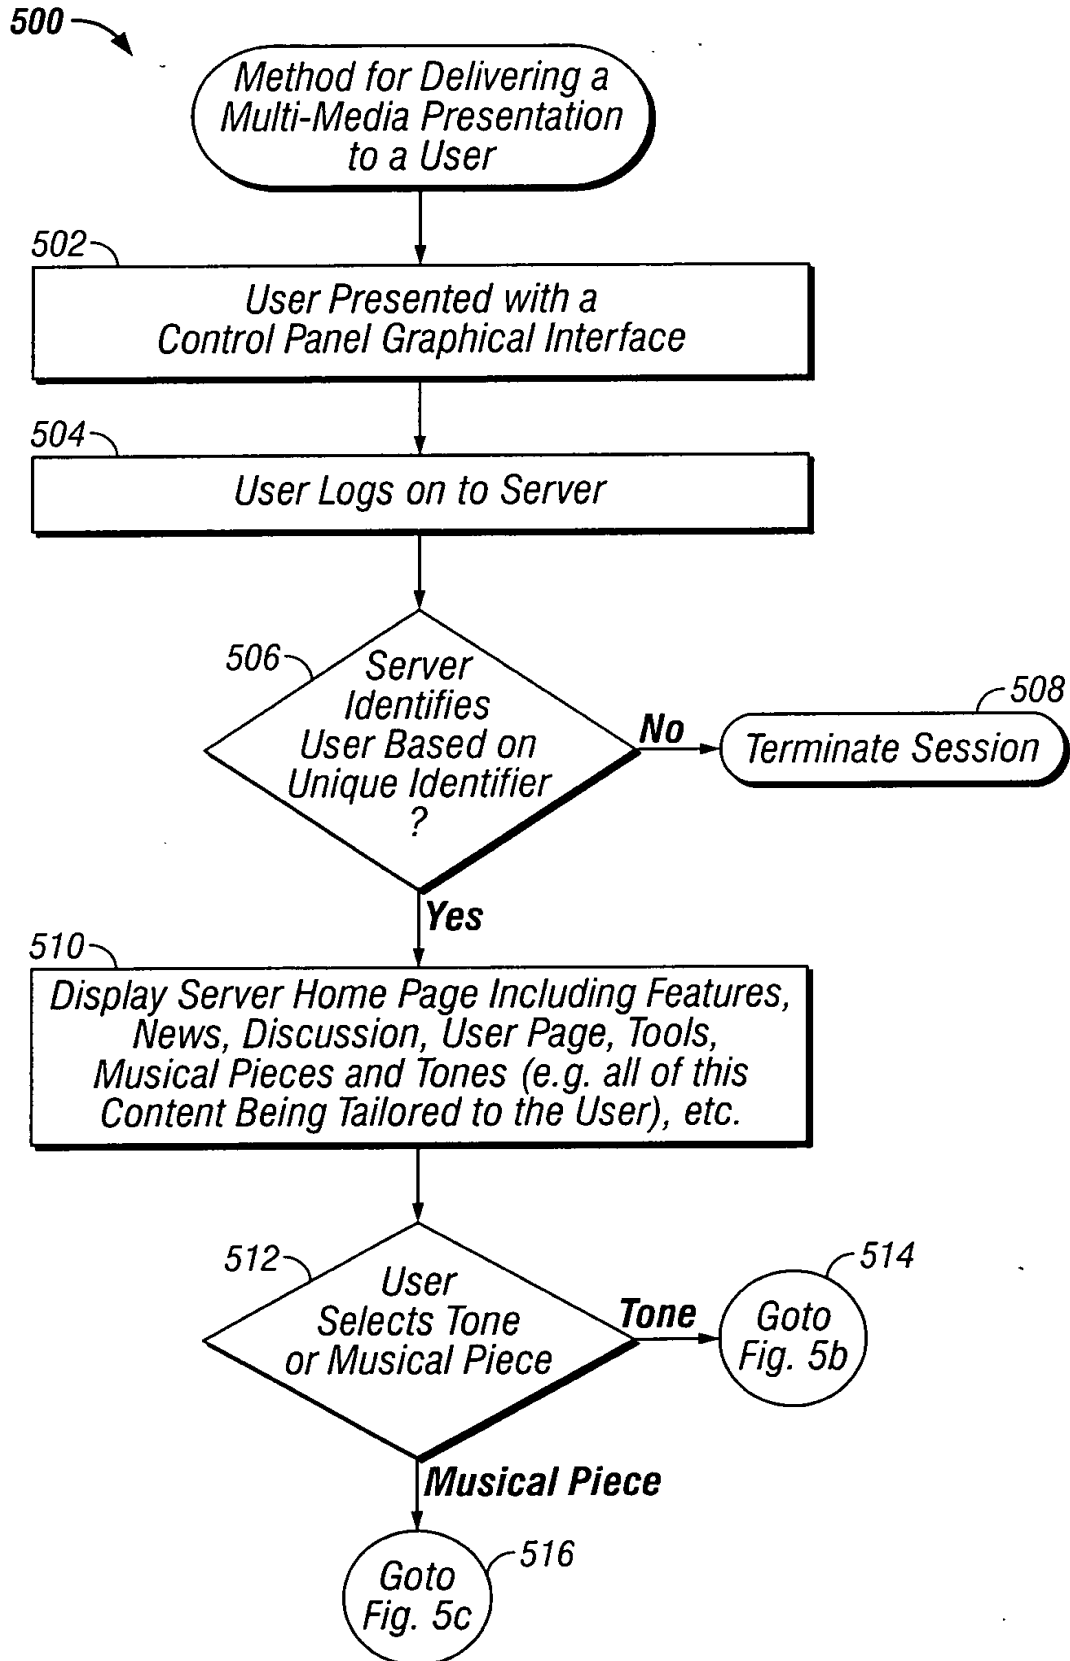 500
Method for Delivering a
Multi-Media Presentation
to a User
502
User Presented with a
Control Panel Graphical Interface
504
User Logs on to Server
506
Server
Identifies
User Based on
Unique Identifier
?
No
508
Terminate Session
Yes
510
Display Server Home Page Including Features,
News, Discussion, User Page, Tools,
Musical Pieces and Tones (e.g. all of this
Content Being Tailored to the User), etc.
512
User
Selects Tone
or Musical Piece
Tone
514
Goto
Fig. 5b
Musical Piece
516
Goto
Fig. 5c